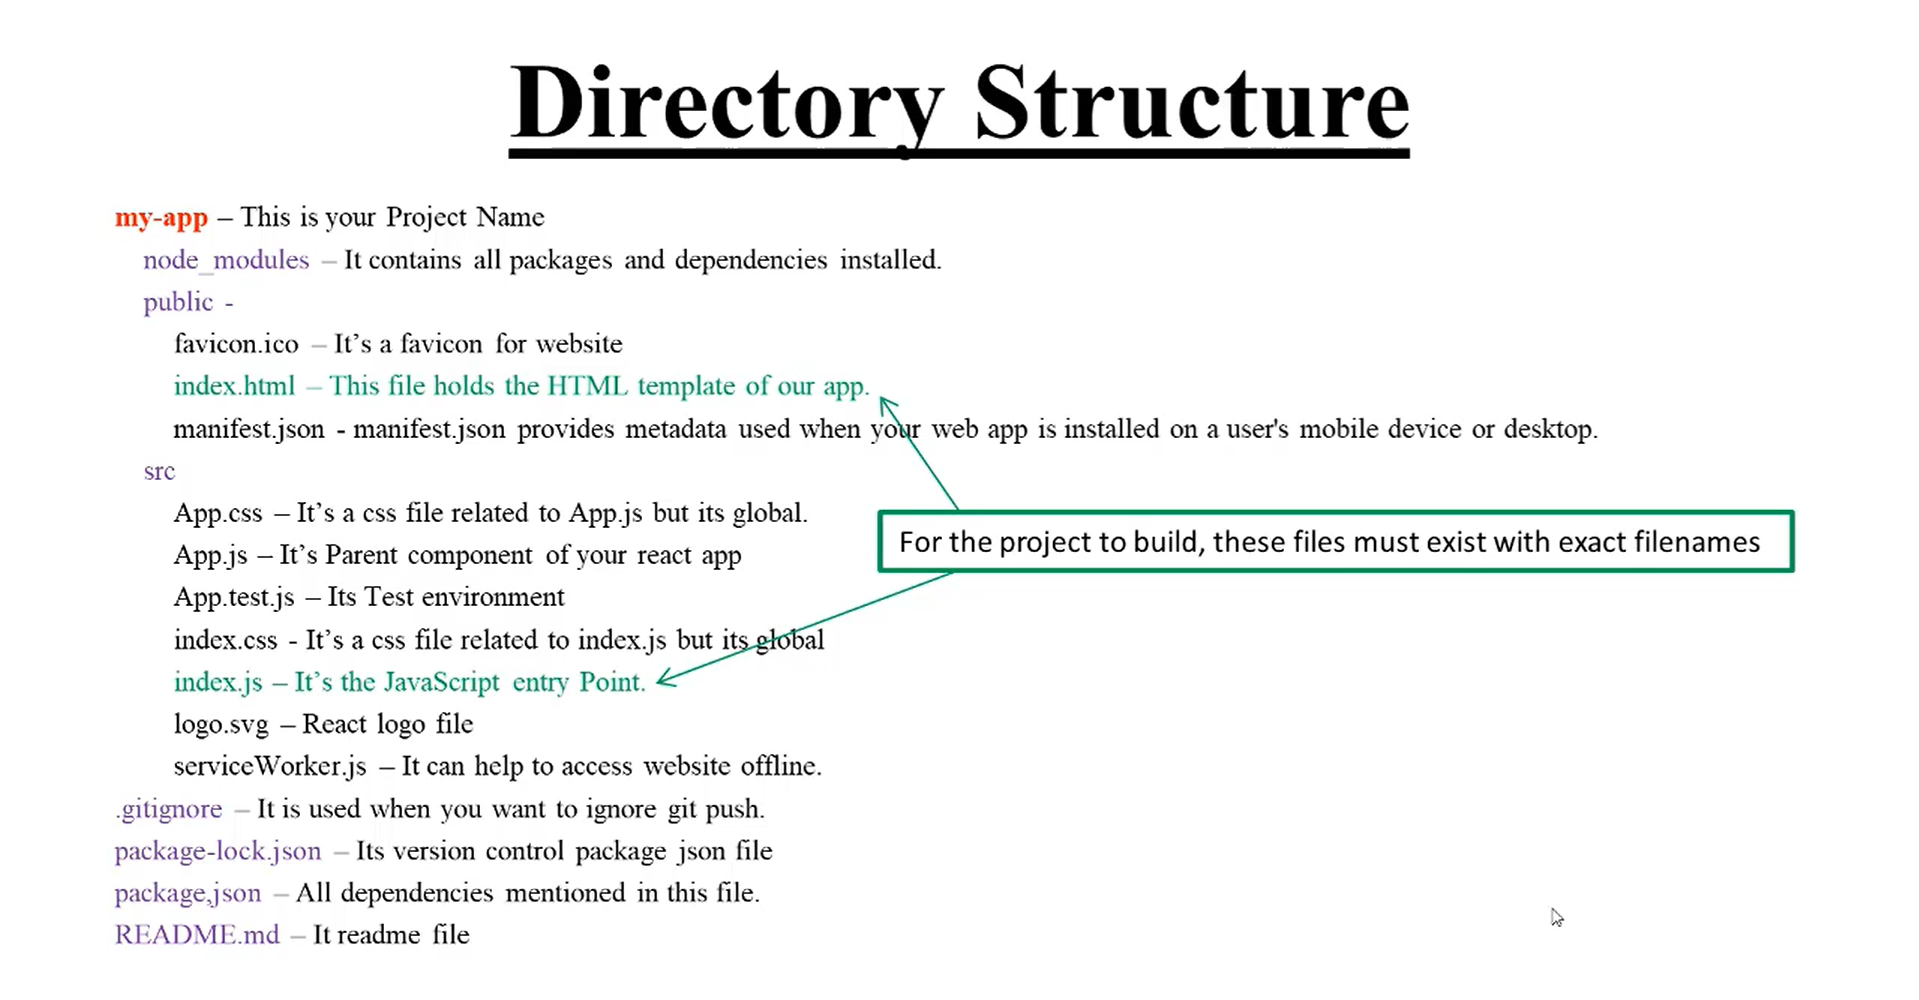 Directory Structure
my-app – This is your Project Name
node_modules – It contains all packages and dependencies installed.
public -
favicon.ico – It’s a favicon for website
index.html – This file holds the HTML template of our app.
manifest.json - manifest.json provides metadata used when your web app is installed on a user's mobile device or desktop.
src
App.css – It’s a css file related to App.js but its global.
For the project to build, these files must exist with exact filenames
App.js – It’s Parent component of your react app
App.test.js – Its Test environment
index.css - It’s a css file related to index.js but its global
index.js – It’s the JavaScript entry Point.
logo.svg – React logo file
serviceWorker.js – It can help to access website offline.
.gitignore – It is used when you want to ignore git push.
package-lock.json – Its version control package json file
package.json – All dependencies mentioned in this file.
README.md – It readme file